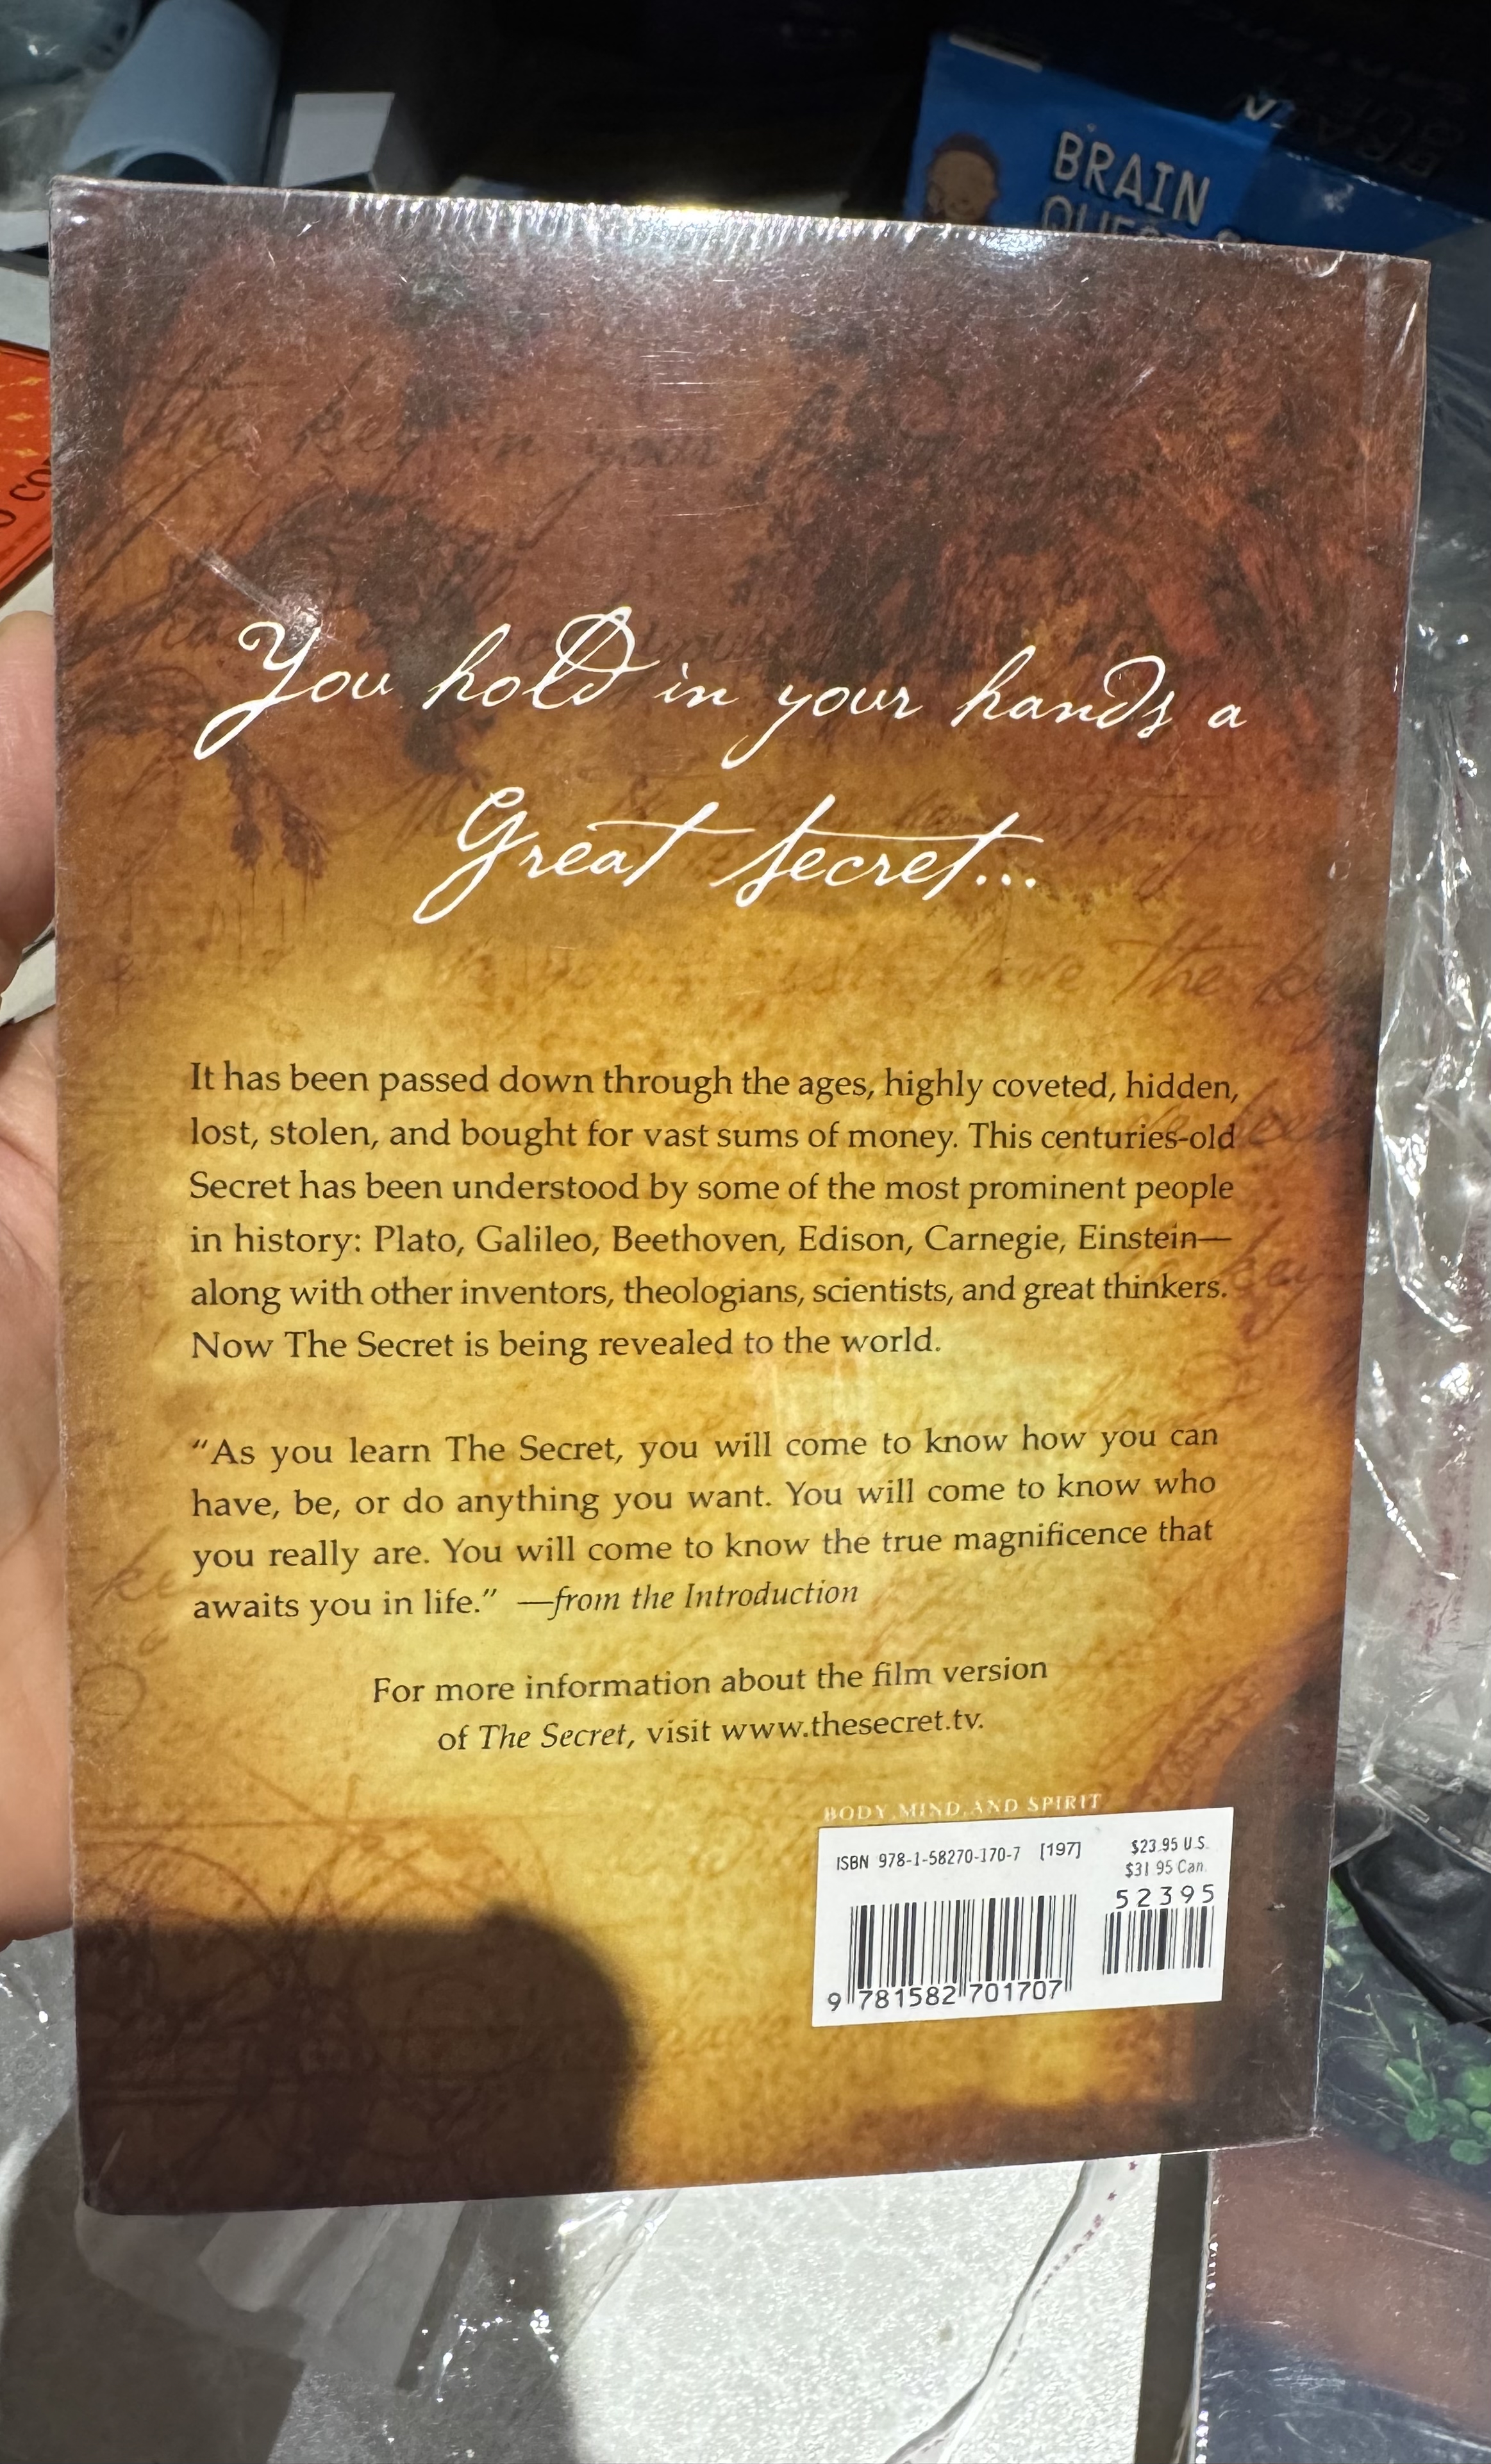 BRAIN
You hold in your hands a
Great Secret...
It has been passed down through the ages, highly coveted, hidden,
lost, stolen, and bought for vast sums of money. This centuries-old
Secret has been understood by some of the most prominent people
in history: Plato, Galileo, Beethoven, Edison, Carnegie, Einstein—
along with other inventors, theologians, scientists, and great thinkers.
Now The Secret is being revealed to the world.
“As you learn The Secret, you will come to know how you can
have, be, or do anything you want. You will come to know who
you really are. You will come to know the true magnificence that
awaits you in life.” —from the Introduction
For more information about the film version
of The Secret, visit www.thesecret.tv.
BODY, MIND, AND SPIRIT
ISBN 978-1-58270-170-7 [197]
$23.95 U.S.
$31.95 Can.
52395
9 781582 701707